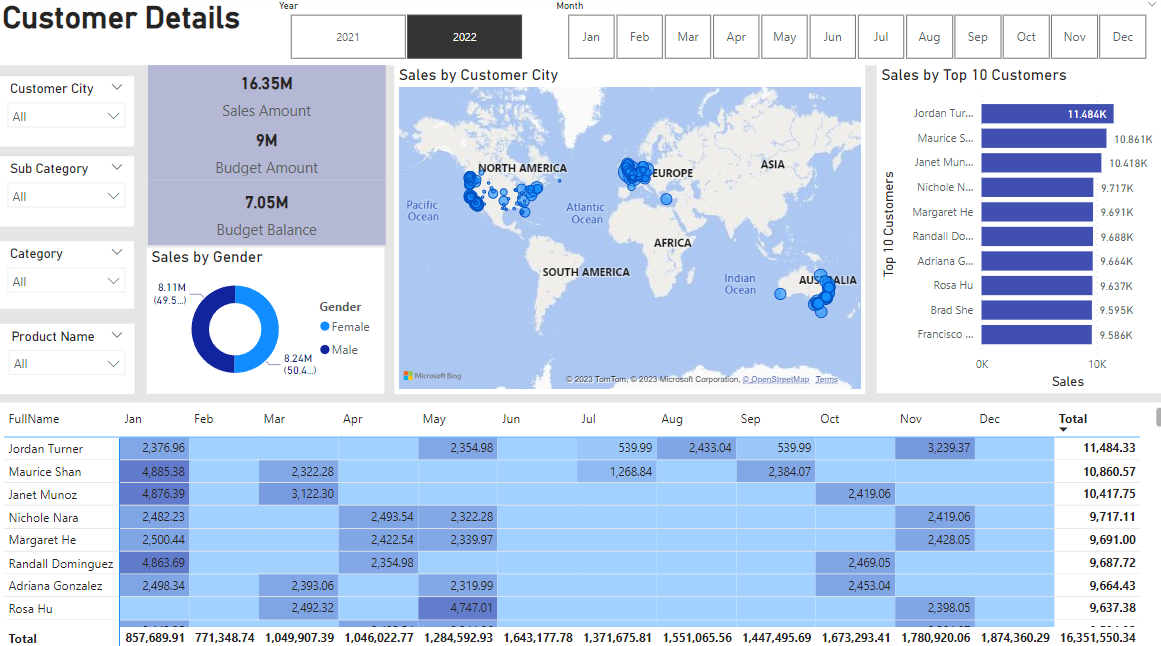 Customer Details
Year
2021
2022
Month
Jan Feb Mar Apr May Jun Jul Aug Sep Oct Nov Dec
Customer City
All
Sub Category
All
Category
All
Product Name
All
16.35M
Sales Amount
9M
Budget Amount
7.05M
Budget Balance
Sales by Gender
8.11M
(49.5...)
8.24M
(50.4...)
Gender
Female
Male
Sales by Customer City
NORTH AMERICA
EUROPE
ASIA
Pacific
Ocean
Atlantic
Ocean
AFRICA
SOUTH AMERICA
Indian
Ocean
AUSTRALIA
Microsoft Bing
© 2023 TomTom, © 2023 Microsoft Corporation, © OpenStreetMap Terms
Sales by Top 10 Customers
Top 10 Customers
Jordan Tur... 11.484K
Maurice S... 10.861K
Janet Mun... 10.418K
Nichole N... 9.717K
Margaret He 9.691K
Randall Do... 9.688K
Adriana G... 9.664K
Rosa Hu 9.637K
Brad She 9.595K
Francisco ... 9.586K
0K 10K
Sales
FullName Jan Feb Mar Apr May Jun Jul Aug Sep Oct Nov Dec Total
Jordan Turner 2,376.96 2,354.98 539.99 2,433.04 539.99 3,239.37 11,484.33
Maurice Shan 4,885.38 2,322.28 1,268.84 2,384.07 10,860.57
Janet Munoz 4,876.39 3,122.30 2,419.06 10,417.75
Nichole Nara 2,482.23 2,493.54 2,322.28 2,419.06 9,717.11
Margaret He 2,500.44 2,422.54 2,339.97 2,428.05 9,691.00
Randall Dominguez 4,863.69 2,354.98 2,469.05 9,687.72
Adriana Gonzalez 2,498.34 2,393.06 2,319.99 2,453.04 9,664.43
Rosa Hu 2,492.32 4,747.01 2,398.05 9,637.38
Total 857,689.91 771,348.74 1,049,907.39 1,046,022.77 1,284,592.93 1,643,177.78 1,371,675.81 1,551,065.56 1,447,495.69 1,673,293.41 1,780,920.06 1,874,360.29 16,351,550.34